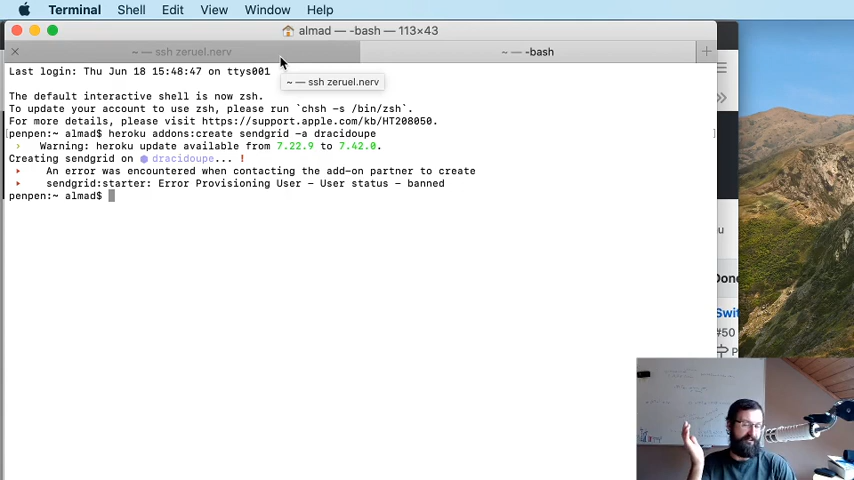 Terminal Shell Edit View Window Help
almad — -bash — 113×43
~ — ssh zeruel.nerv
~ — -bash
~ — ssh zeruel.nerv
Last login: Thu Jun 18 15:48:47 on ttys001
The default interactive shell is now zsh.
To update your account to use zsh, please run `chsh -s /bin/zsh`.
For more details, please visit https://support.apple.com/kb/HT208050.
[penpen:~ almad$ heroku addons:create sendgrid -a dracidoupe ]
› Warning: heroku update available from 7.22.9 to 7.42.0.
Creating sendgrid on ⬢ dracidoupe... !
▸ An error was encountered when contacting the add-on partner to create
▸ sendgrid:starter: Error Provisioning User – User status – banned
penpen:~ almad$
Done
Swit
#50